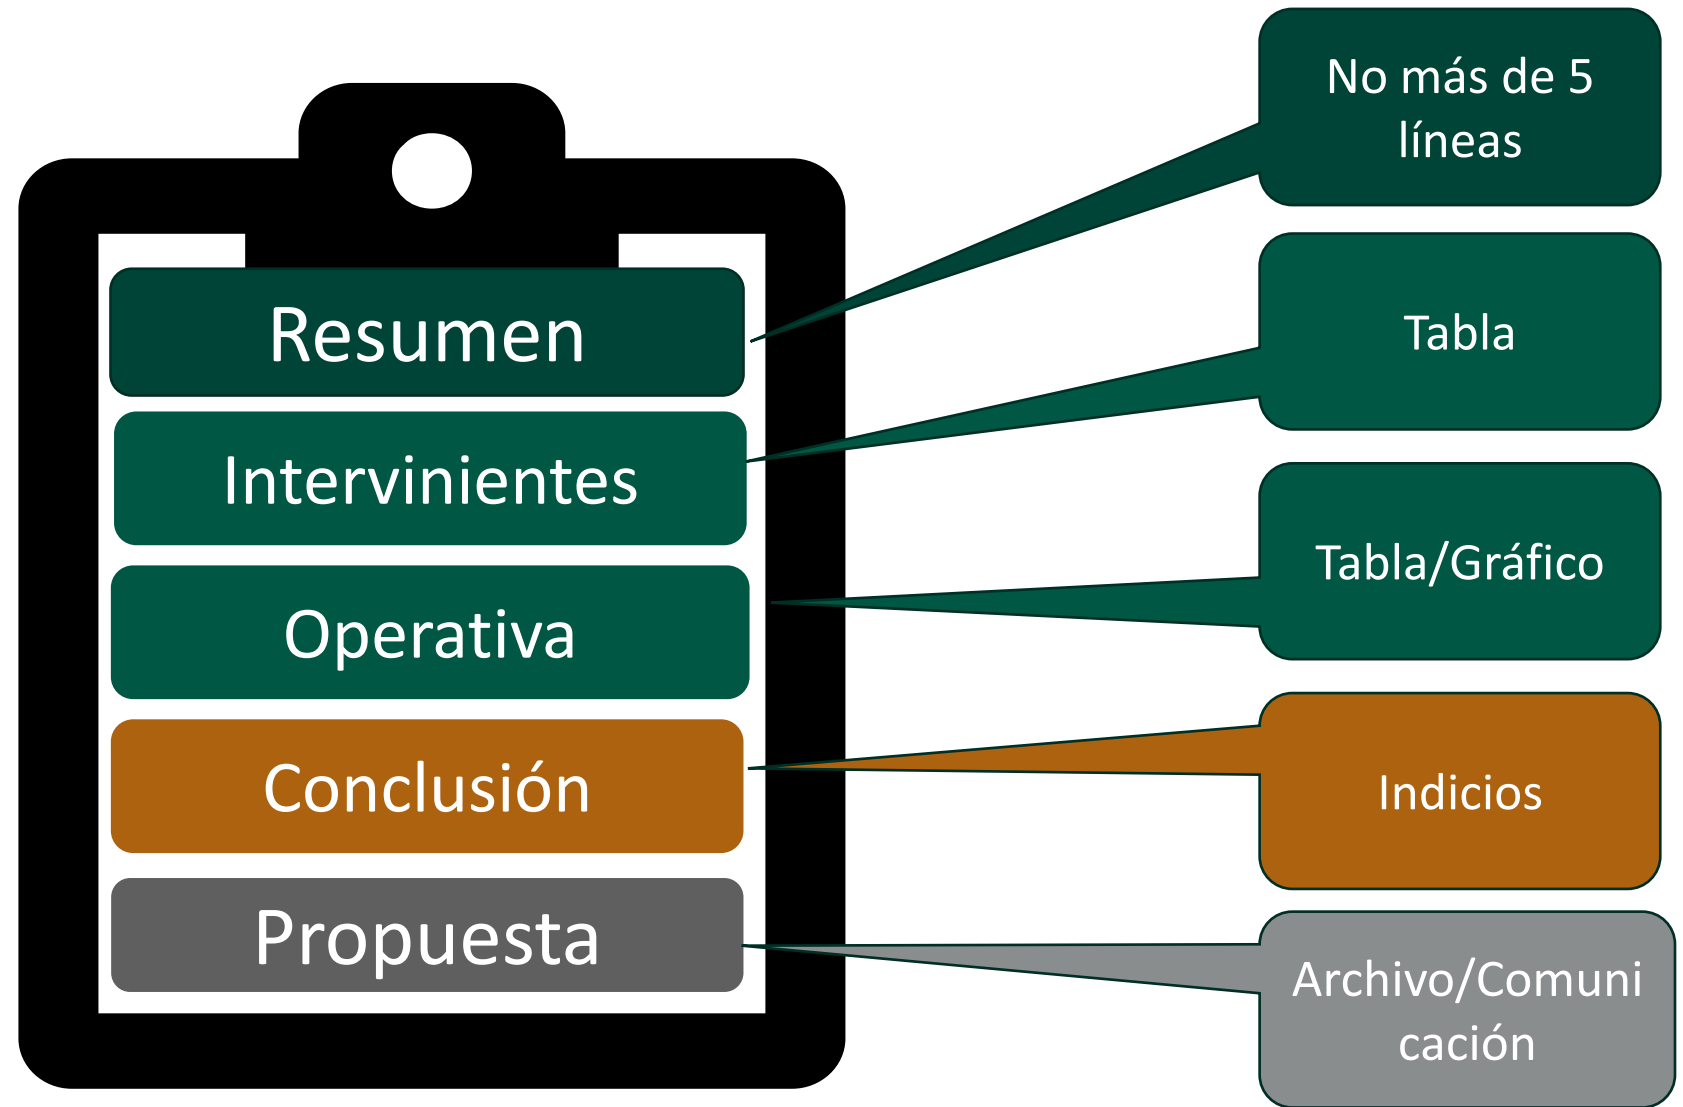 Resumen
Intervinientes
Operativa
Conclusión
Propuesta
No más de 5
líneas
Tabla
Tabla/Gráfico
Indicios
Archivo/Comuni
cación